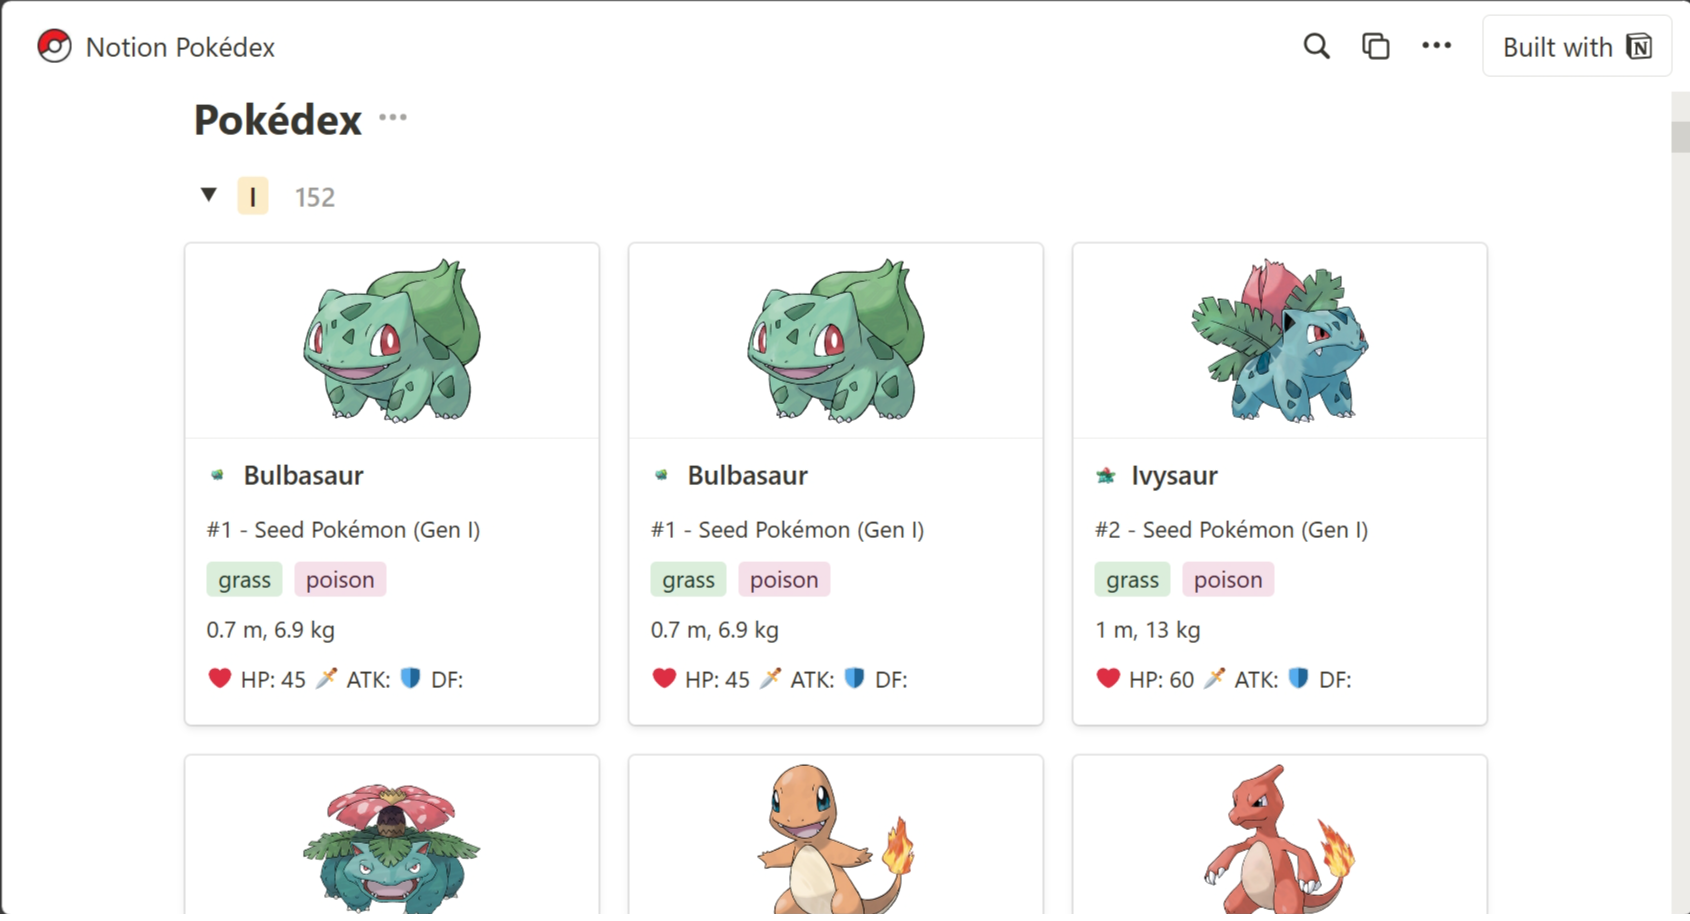 Notion Pokédex
Built with N
Pokédex
I 152
Bulbasaur
#1 - Seed Pokémon (Gen I)
grass poison
0.7 m, 6.9 kg
HP: 45 ATK: DF:
Bulbasaur
#1 - Seed Pokémon (Gen I)
grass poison
0.7 m, 6.9 kg
HP: 45 ATK: DF:
Ivysaur
#2 - Seed Pokémon (Gen I)
grass poison
1 m, 13 kg
HP: 60 ATK: DF: